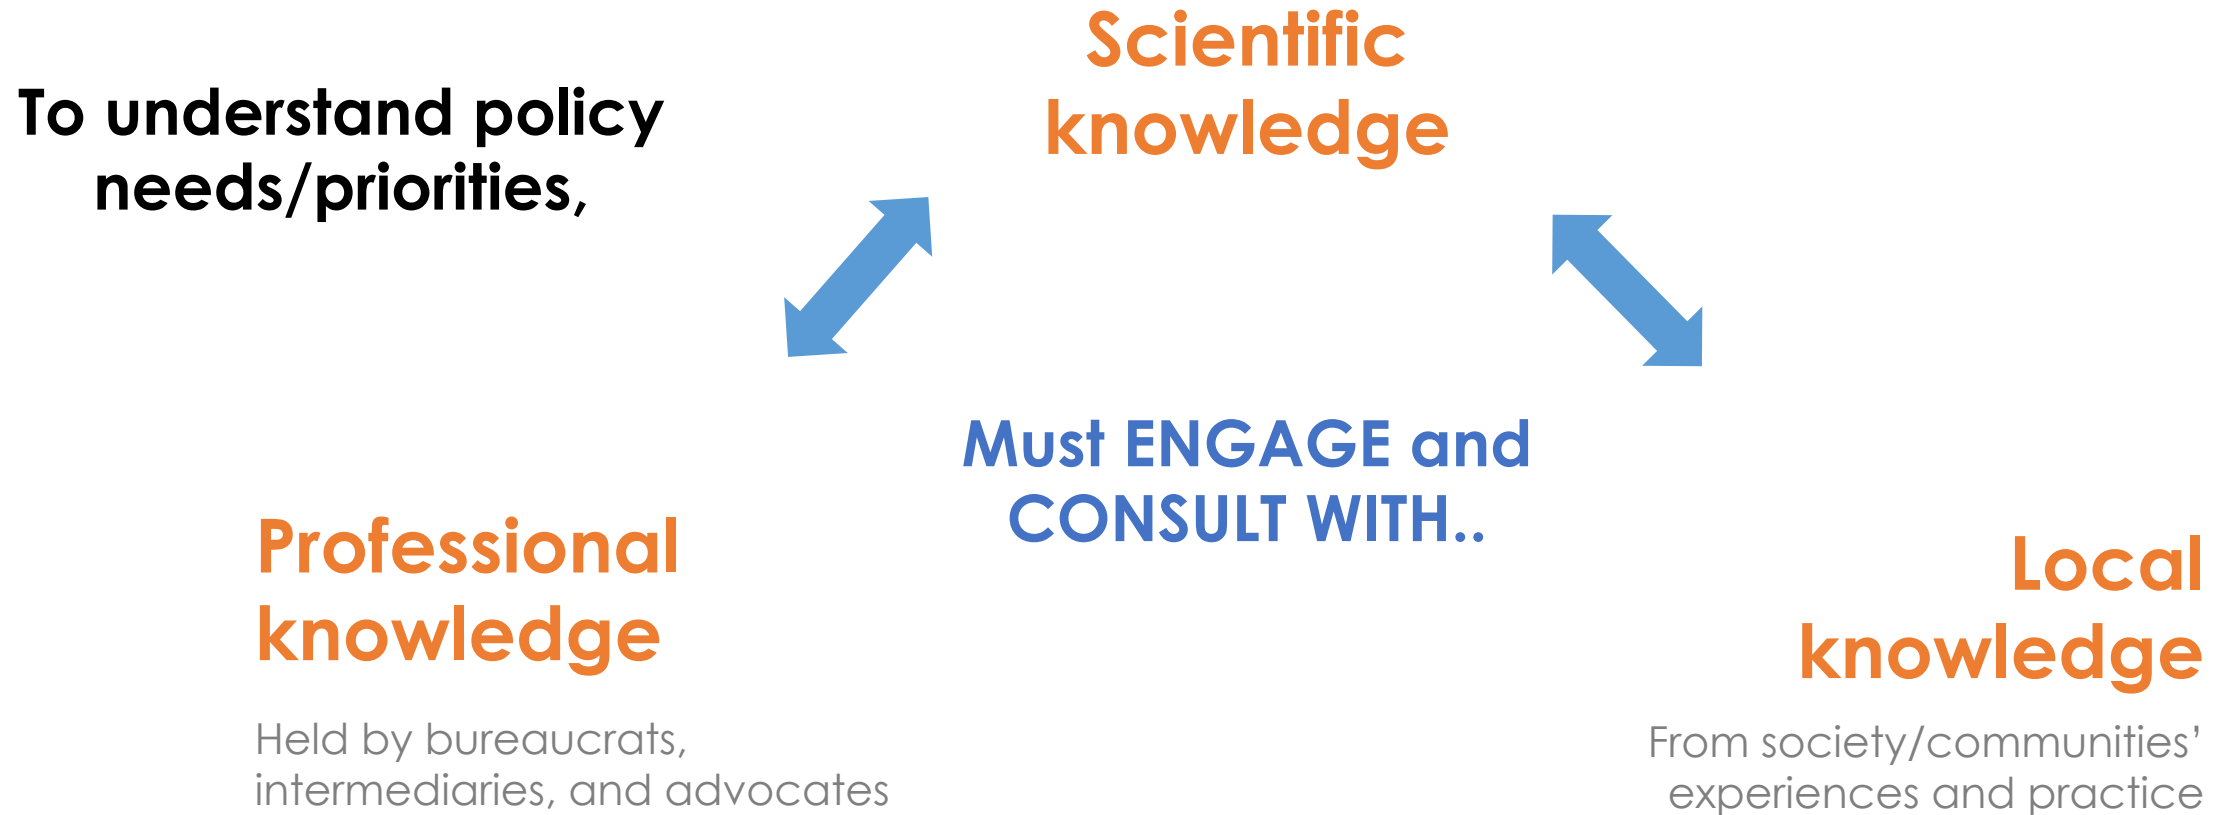 To understand policy
needs/priorities,
Scientific
knowledge
Must ENGAGE and
CONSULT WITH..
Professional
knowledge
Held by bureaucrats,
intermediaries, and advocates
Local
knowledge
From society/communities’
experiences and practice